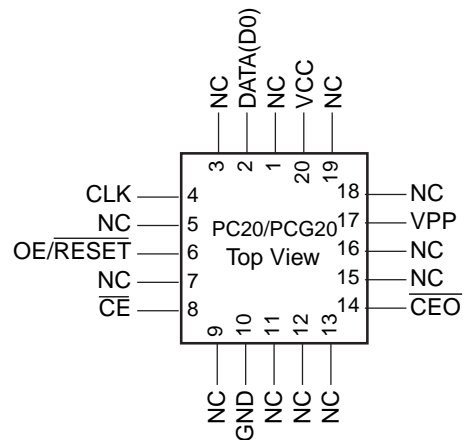 NC
DATA(D0)
NC
VCC
NC
3
2
1
20
19
CLK
4
18
NC
NC
5
PC20/PCG20
17
VPP
OE/RESET
6
Top View
16
NC
NC
7
15
NC
CE
8
14
CEO
9
10
11
12
13
NC
GND
NC
NC
NC